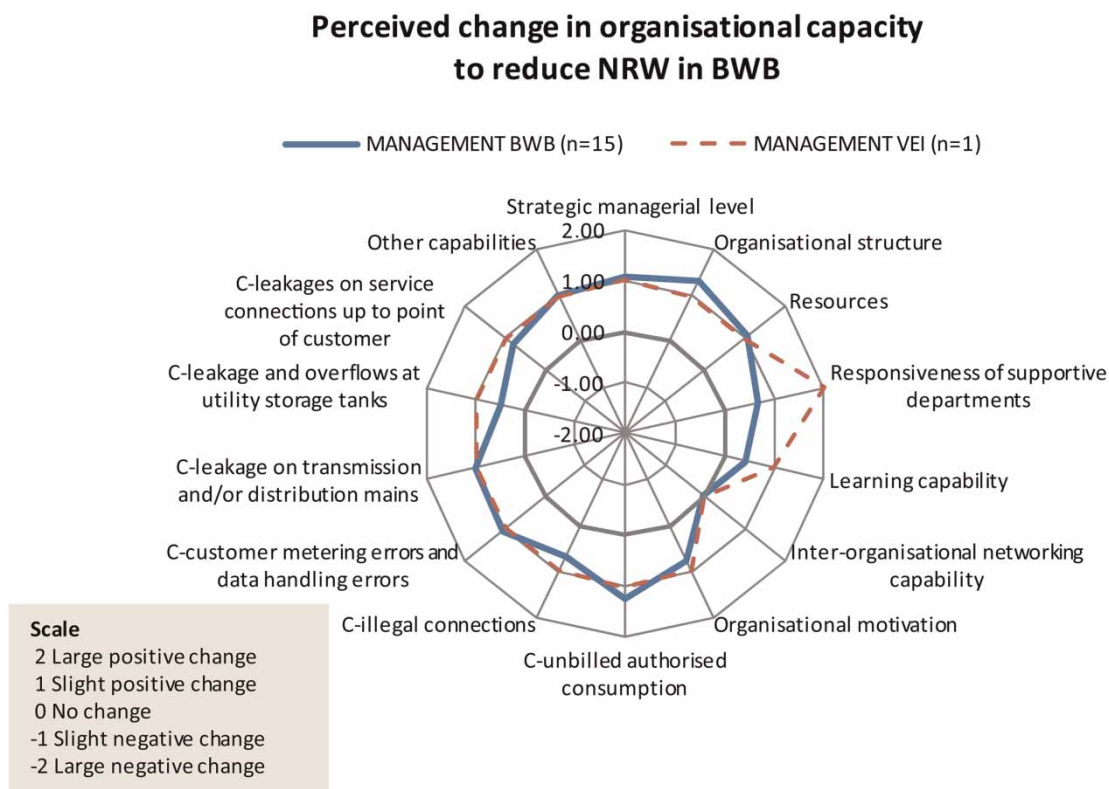 Perceived change in organisational capacity
to reduce NRW in BWB
MANAGEMENT BWB (n=15)
MANAGEMENT VEI (n=1)
Strategic managerial level
2.00
Other capabilities
Organisational structure
1.00
C-leakages on service
connections up to point
of customer
Resources
0.00
C-leakage and overflows at
utility storage tanks
Responsiveness of supportive
departments
-1.00
-2.00
C-leakage on transmission
and/or distribution mains
Learning capability
C-customer metering errors and
data handling errors
Inter-organisational networking
capability
C-illegal connections
Organisational motivation
C-unbilled authorised
consumption
Scale
2 Large positive change
1 Slight positive change
0 No change
-1 Slight negative change
-2 Large negative change